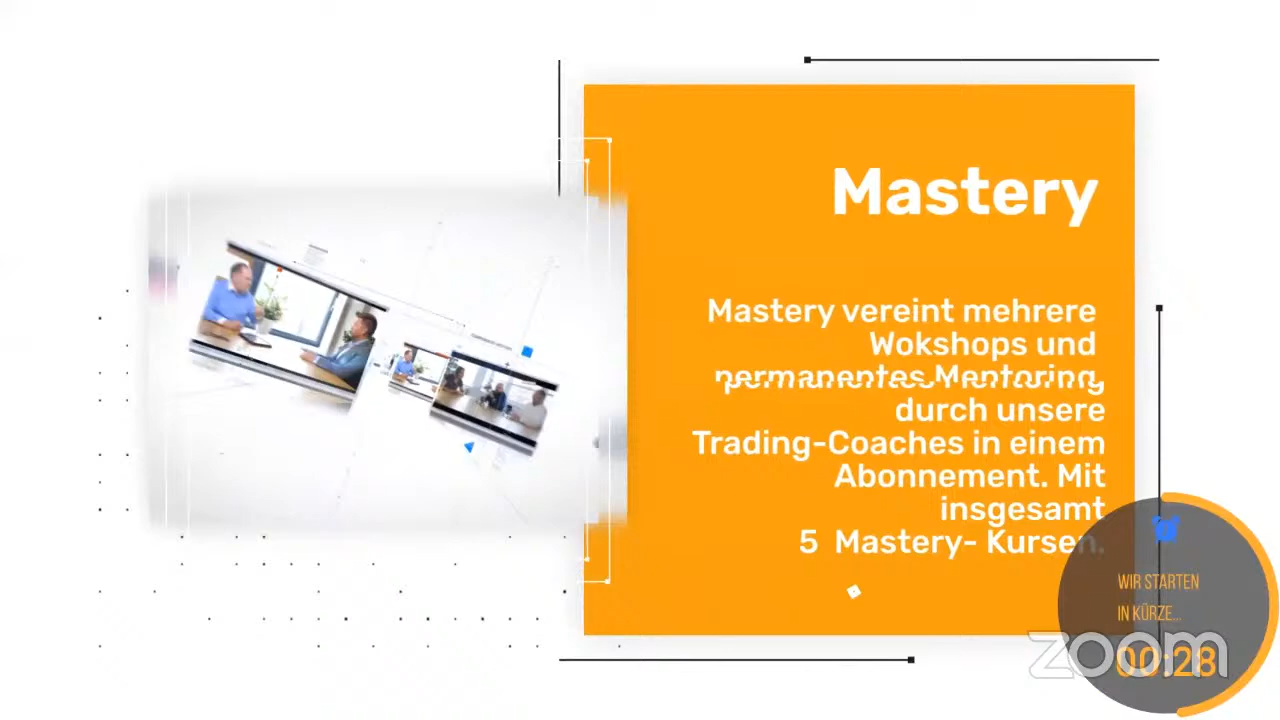 Mastery
Mastery vereint mehrere
Wokshops und
permanentes Mentoring,
durch unsere
Trading-Coaches in einem
Abonnement. Mit
insgesamt
5 Mastery- Kursen.
WIR STARTEN
IN KÜRZE...
00:28
zoom